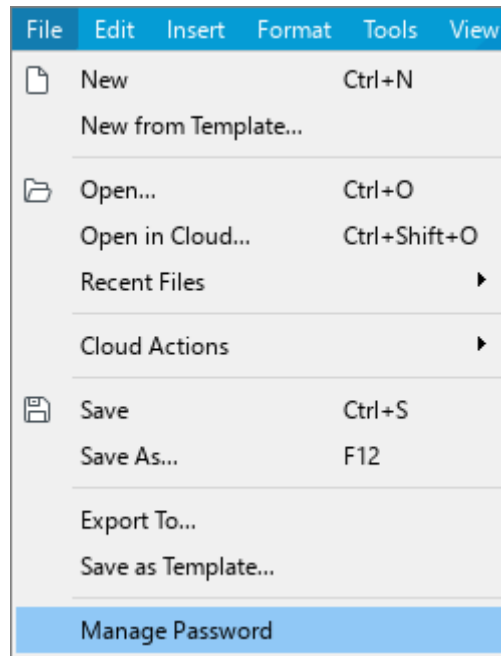 File Edit Insert Format Tools View
New Ctrl+N
New from Template...
Open... Ctrl+O
Open in Cloud... Ctrl+Shift+O
Recent Files
Cloud Actions
Save Ctrl+S
Save As... F12
Export To...
Save as Template...
Manage Password